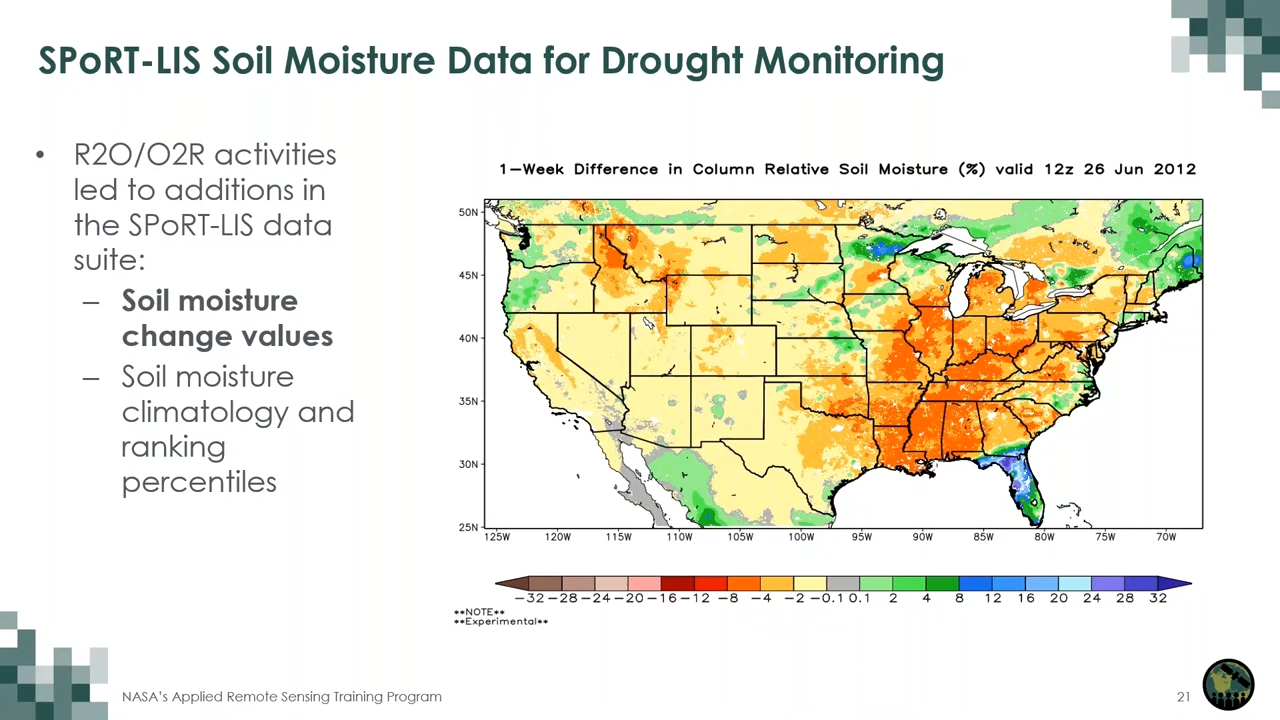 SPoRT-LIS Soil Moisture Data for Drought Monitoring
• R2O/O2R activities
led to additions in
the SPoRT-LIS data
suite:
– Soil moisture
change values
– Soil moisture
climatology and
ranking
percentiles
1-Week Difference in Column Relative Soil Moisture (%) valid 12z 26 Jun 2012
50N
45N
40N
35N
30N
25N
125W 120W 115W 110W 105W 100W 95W 90W 85W 80W 75W 70W
-32 -28 -24 -20 -16 -12 -8 -4 -2 -0.1 0.1 2 4 8 12 16 20 24 28 32
**NOTE**
**Experimental**
NASA's Applied Remote Sensing Training Program
21